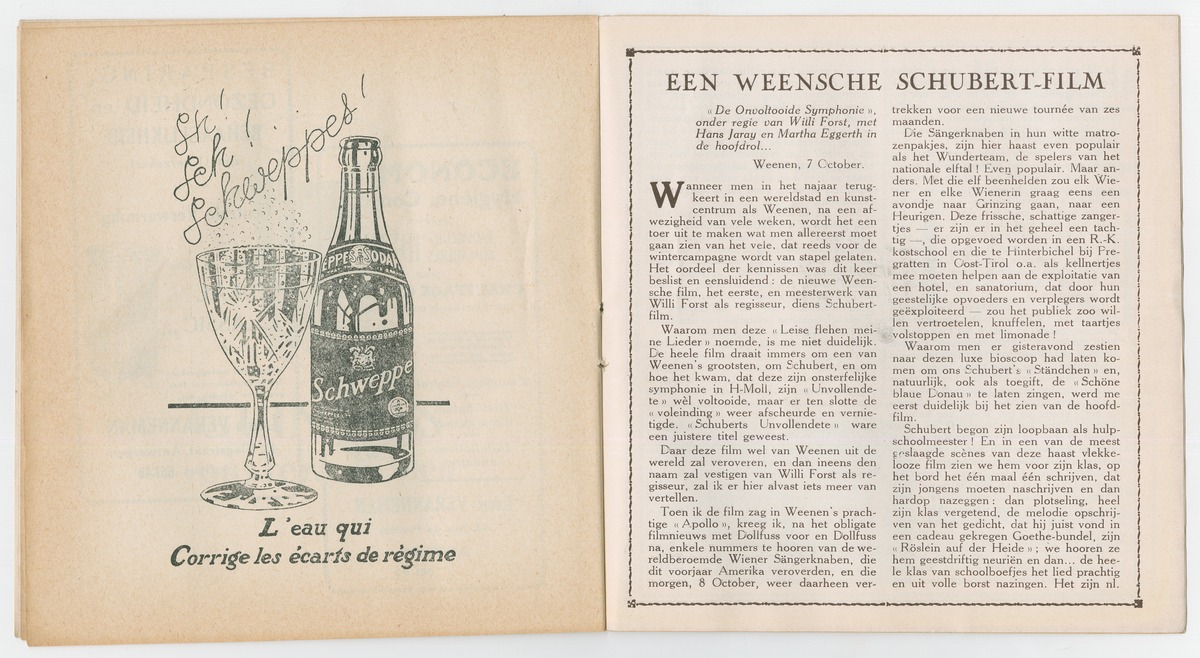 Sch!
Sch!
Schweppes!
EPPES SODA
Schweppe
L'eau qui
Corrige les écarts de régime
EEN WEENSCHE SCHUBERT-FILM
« De Onvoltooide Symphonie »,
onder regie van Willi Forst, met
Hans Jaray en Martha Eggerth in
de hoofdrol...
Weenen, 7 October.
Wanneer men in het najaar terug-
keert in een wereldstad en kunst-
centrum als Weenen, na een af-
wezigheid van vele weken, wordt het een
toer uit te maken wat men allereerst moet
gaan zien van het vele, dat reeds voor de
wintercampagne wordt van stapel gelaten.
Het oordeel der kennissen was dit keer
beslist en eensluidend : de nieuwe Ween-
sche film, het eerste, en meesterwerk van
Willi Forst als regisseur, diens Schubert-
film.
Waarom men deze « Leise flehen mei-
ne Lieder » noemde, is me niet duidelijk.
De heele film draait immers om een van
Weenen's grootsten, om Schubert, en om
hoe het kwam, dat deze zijn onsterfelijke
symphonie in H-Moll, zijn « Unvollende-
te » wèl voltooide, maar er ten slotte de
« voleinding » weer afscheurde en vernie-
tigde. « Schuberts Unvollendete » ware
een juistere titel geweest.
Daar deze film wel van Weenen uit de
wereld zal veroveren, en dan ineens den
naam zal vestigen van Willi Forst als re-
gisseur, zal ik er hier alvast iets meer van
vertellen.
Toen ik de film zag in Weenen's prach-
tige « Apollo », kreeg ik, na het obligate
filmnieuws met Dollfuss voor en Dollfuss
na, enkele nummers te hooren van de we-
reldberoemde Wiener Sängerknaben, die
dit voorjaar Amerika veroverden, en die
morgen, 8 October, weer daarheen ver-
trekken voor een nieuwe tournée van zes
maanden.
Die Sängerknaben in hun witte matro-
zenpakjes, zijn hier haast even populair
als het Wunderteam, de spelers van het
nationale elftal ! Even populair. Maar an-
ders. Met die elf beenhelden zou elk Wie-
ner en elke Wienerin graag eens een
avondje naar Grinzing gaan, naar een
Heurigen. Deze frissche, schattige zanger-
tjes — er zijn er in het geheel een tach-
tig —, die opgevoed worden in een R.-K.
kostschool en die te Hinterbichel bij Pre-
gratten in Oost-Tirol o.a. als kellnertjes
mee moeten helpen aan de exploitatie van
een hotel, en sanatorium, dat door hun
geestelijke opvoeders en verplegers wordt
geëxploiteerd — zou het publiek zoo wil-
len vertroetelen, knuffelen, met taartjes
volstoppen en met limonade !
Waarom men er gisteravond zestien
naar dezen luxe bioscoop had laten ko-
men om ons Schubert's « Ständchen » en,
natuurlijk, ook als toegift, de « Schöne
blaue Donau » te laten zingen, werd me
eerst duidelijk bij het zien van de hoofd-
film.
Schubert begon zijn loopbaan als hulp-
schoolmeester ! En in een van de meest
geslaagde scènes van deze haast vlekke-
looze film zien we hem voor zijn klas, op
het bord het één maal één schrijven, dat
zijn jongens moeten naschrijven en dan
hardop nazeggen : dan plotseling, heel
zijn klas vergetend, de melodie opschrij-
ven van het gedicht, dat hij juist vond in
een cadeau gekregen Goethe-bundel, zijn
« Röslein auf der Heide » ; we hooren ze
hem geestdriftig neuriën en dan... de hee-
le klas van schoolboefjes het lied prachtig
en uit volle borst nazingen. Het zijn nl.